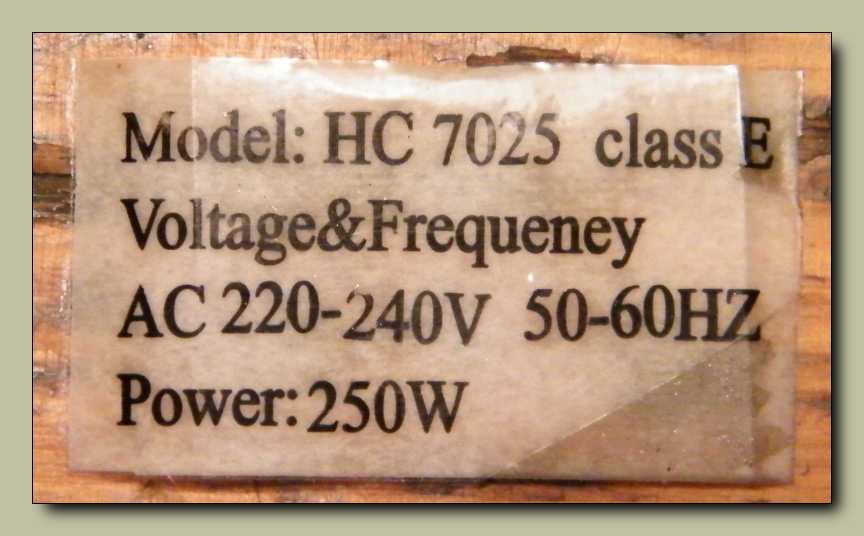 Model: HC 7025 class E
Voltage&Frequeney
AC 220-240V 50-60HZ
Power: 250W